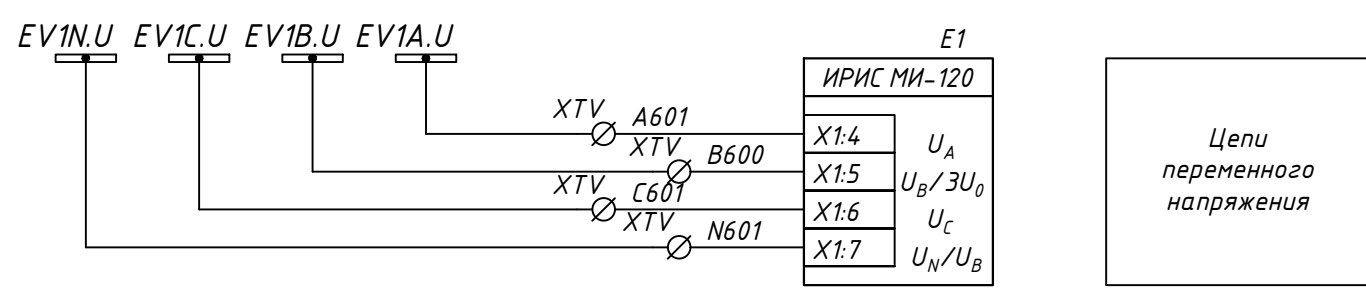 EV1N.U EV1C.U EV1B.U EV1A.U
E1
ИРИС МИ-120
XTV A601 X1:4 U_A
XTV B600 X1:5 U_B/3U_0
XTV C601 X1:6 U_C
XTV N601 X1:7 U_N/U_B
Цепи
переменного
напряжения